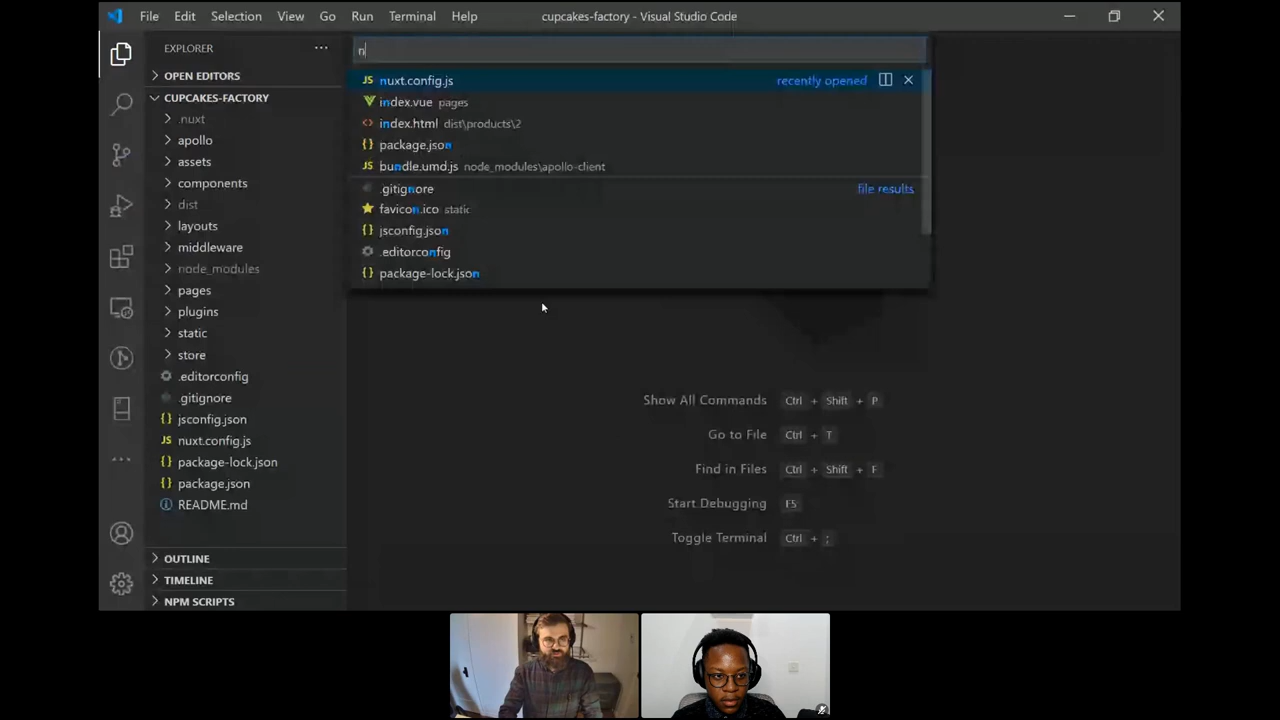 File Edit Selection View Go Run Terminal Help cupcakes-factory - Visual Studio Code
EXPLORER ...
n
OPEN EDITORS
CUPCAKES-FACTORY
.nuxt
apollo
assets
components
dist
layouts
middleware
node_modules
pages
plugins
static
store
.editorconfig
.gitignore
jsconfig.json
JS nuxt.config.js
package-lock.json
package.json
README.md
OUTLINE
TIMELINE
NPM SCRIPTS
JS nuxt.config.js recently opened
index.vue pages
index.html dist\products\2
package.json
JS bundle.umd.js node_modules\apollo-client
.gitignore file results
favicon.ico static
jsconfig.json
.editorconfig
package-lock.json
Show All Commands Ctrl + Shift + P
Go to File Ctrl + T
Find in Files Ctrl + Shift + F
Start Debugging F5
Toggle Terminal Ctrl + ;